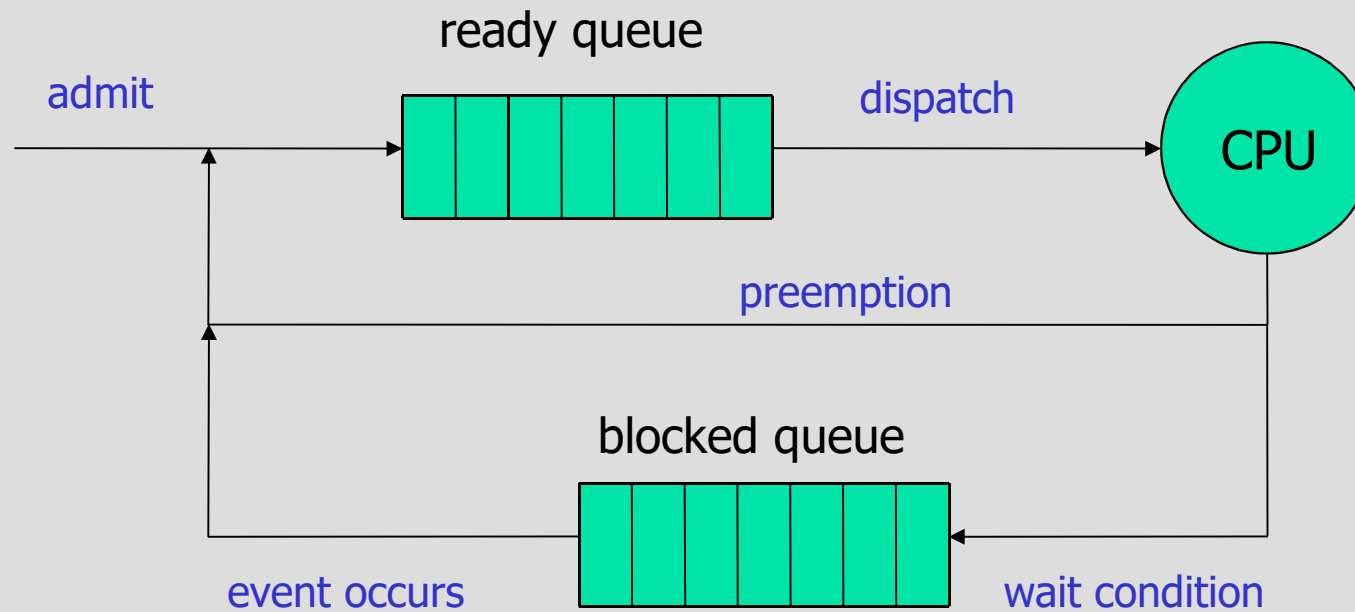 ready queue
admit
dispatch
CPU
preemption
blocked queue
event occurs
wait condition